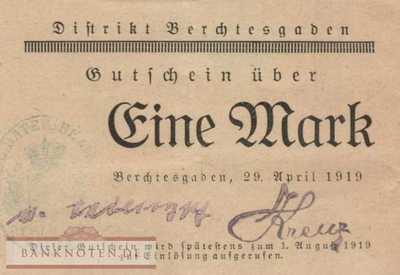 Distrikt Berchtesgaden
Gutschein über
Eine Mark
Berchtesgaden, 29. April 1919
Kreuz
Dieser Gutschein wird spätestens zum 1. August 1919
zur Einlösung aufgerufen.
BANKNOTEN